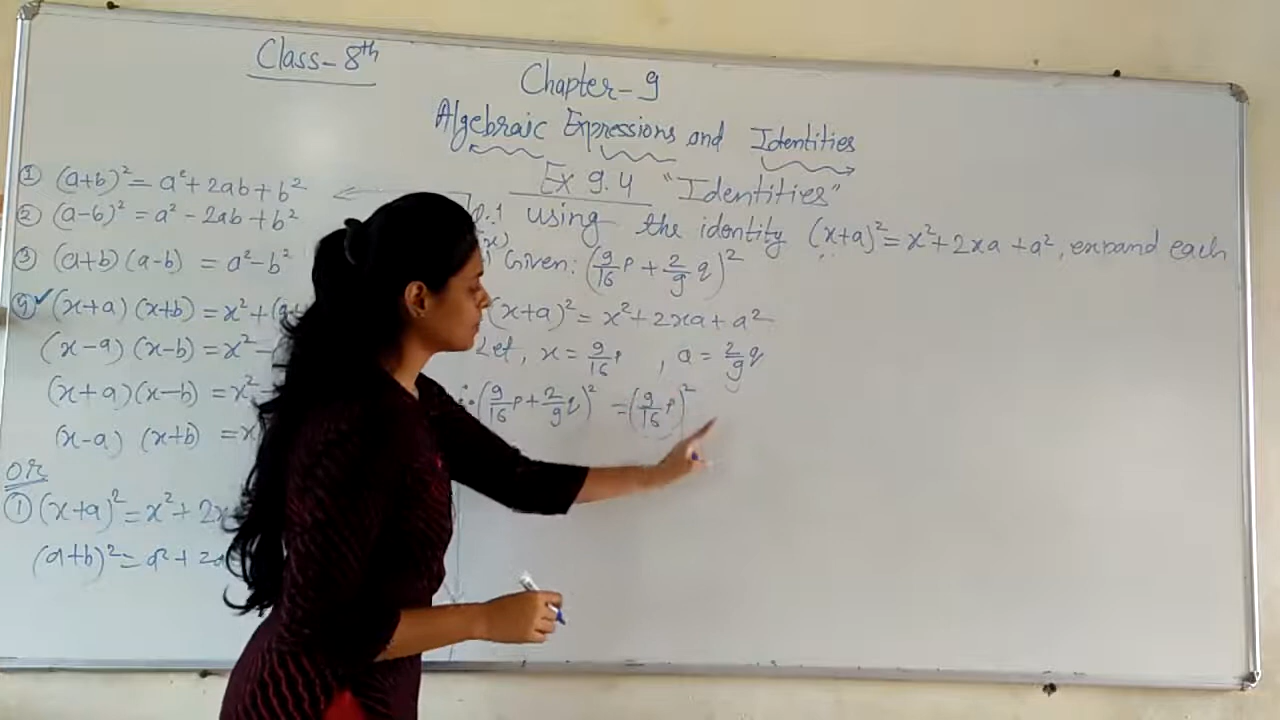 Class- 8th
Chapter- 9
Algebraic Expressions and Identities
Ex 9.4 "Identities"
① (a+b)² = a² + 2ab + b²
② (a-b)² = a² - 2ab + b²
③ (a+b) (a-b) = a² - b²
④ ✓ (x+a) (x+b) = x² + (a+
(x-a) (x-b) = x² -
(x+a) (x-b) = x²
(x-a) (x+b) = x
OR
① (x+a)² = x² + 2x
(a+b)² = a² + 2a
Q.1 using the identity (x+a)² = x² + 2xa + a², expand each
Given: (9/16 p + 2/9 q)²
(x+a)² = x² + 2xa + a²
Let, x = 9/16 p , a = 2/9 q
∴ (9/16 p + 2/9 q)² = (9/16 p)²